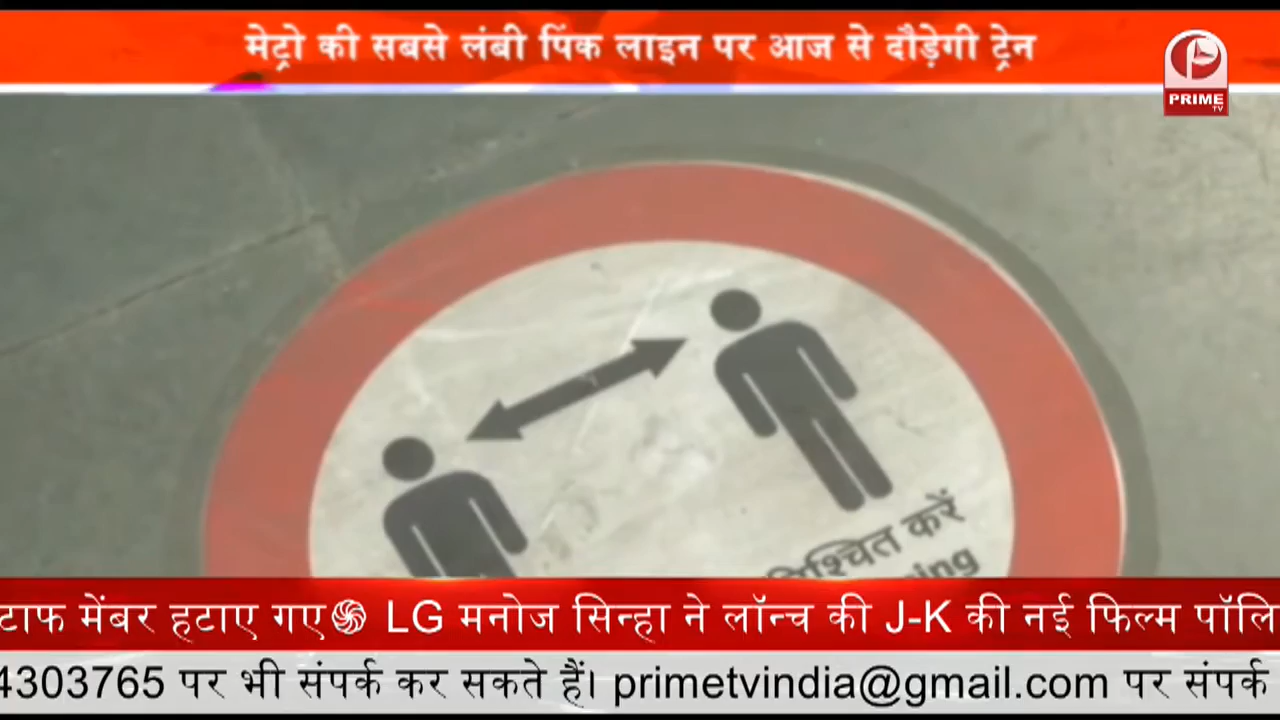 मेट्रो की सबसे लंबी पिंक लाइन पर आज से दौड़ेगी ट्रेन
PRIME
TV
करें
मेंबर हटाए गए LG मनोज सिन्हा ने लॉन्च की J-K की नई फिल्म
4303765 पर भी संपर्क कर सकते हैं। primetvindia@gmail.com पर संपर्क